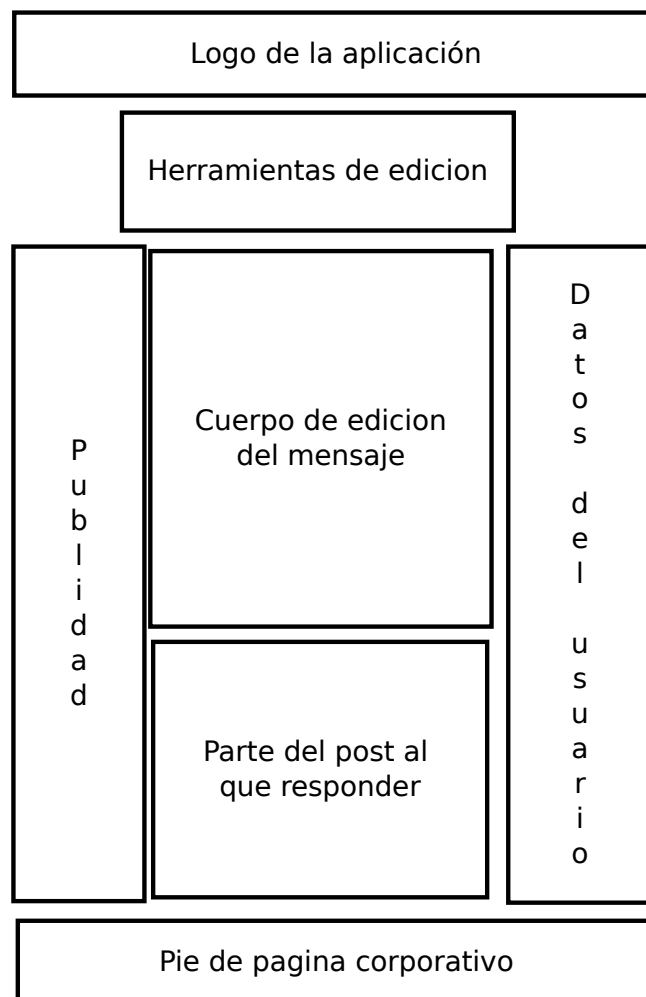 Logo de la aplicación
Herramientas de edicion
Publidad
Cuerpo de edicion
del mensaje
Datos del usuario
Parte del post al
que responder
Pie de pagina corporativo